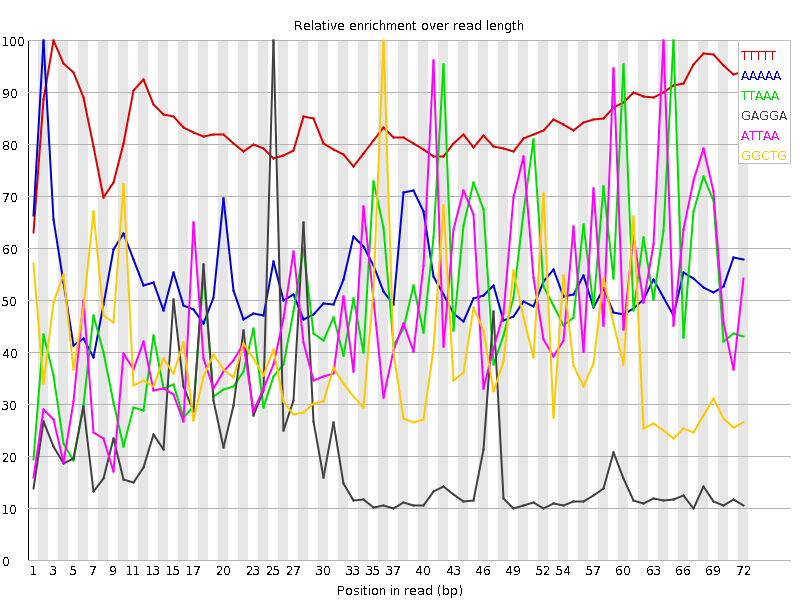 Relative enrichment over read length
100
90
80
70
60
50
40
30
20
10
0
TTTTT
AAAAA
TTAAA
GAGGA
ATTAA
GGCTG
1 3 5 7 9 11 13 15 17 20 23 25 27 30 33 35 37 40 43 46 49 52 54 57 60 63 66 69 72
Position in read (bp)